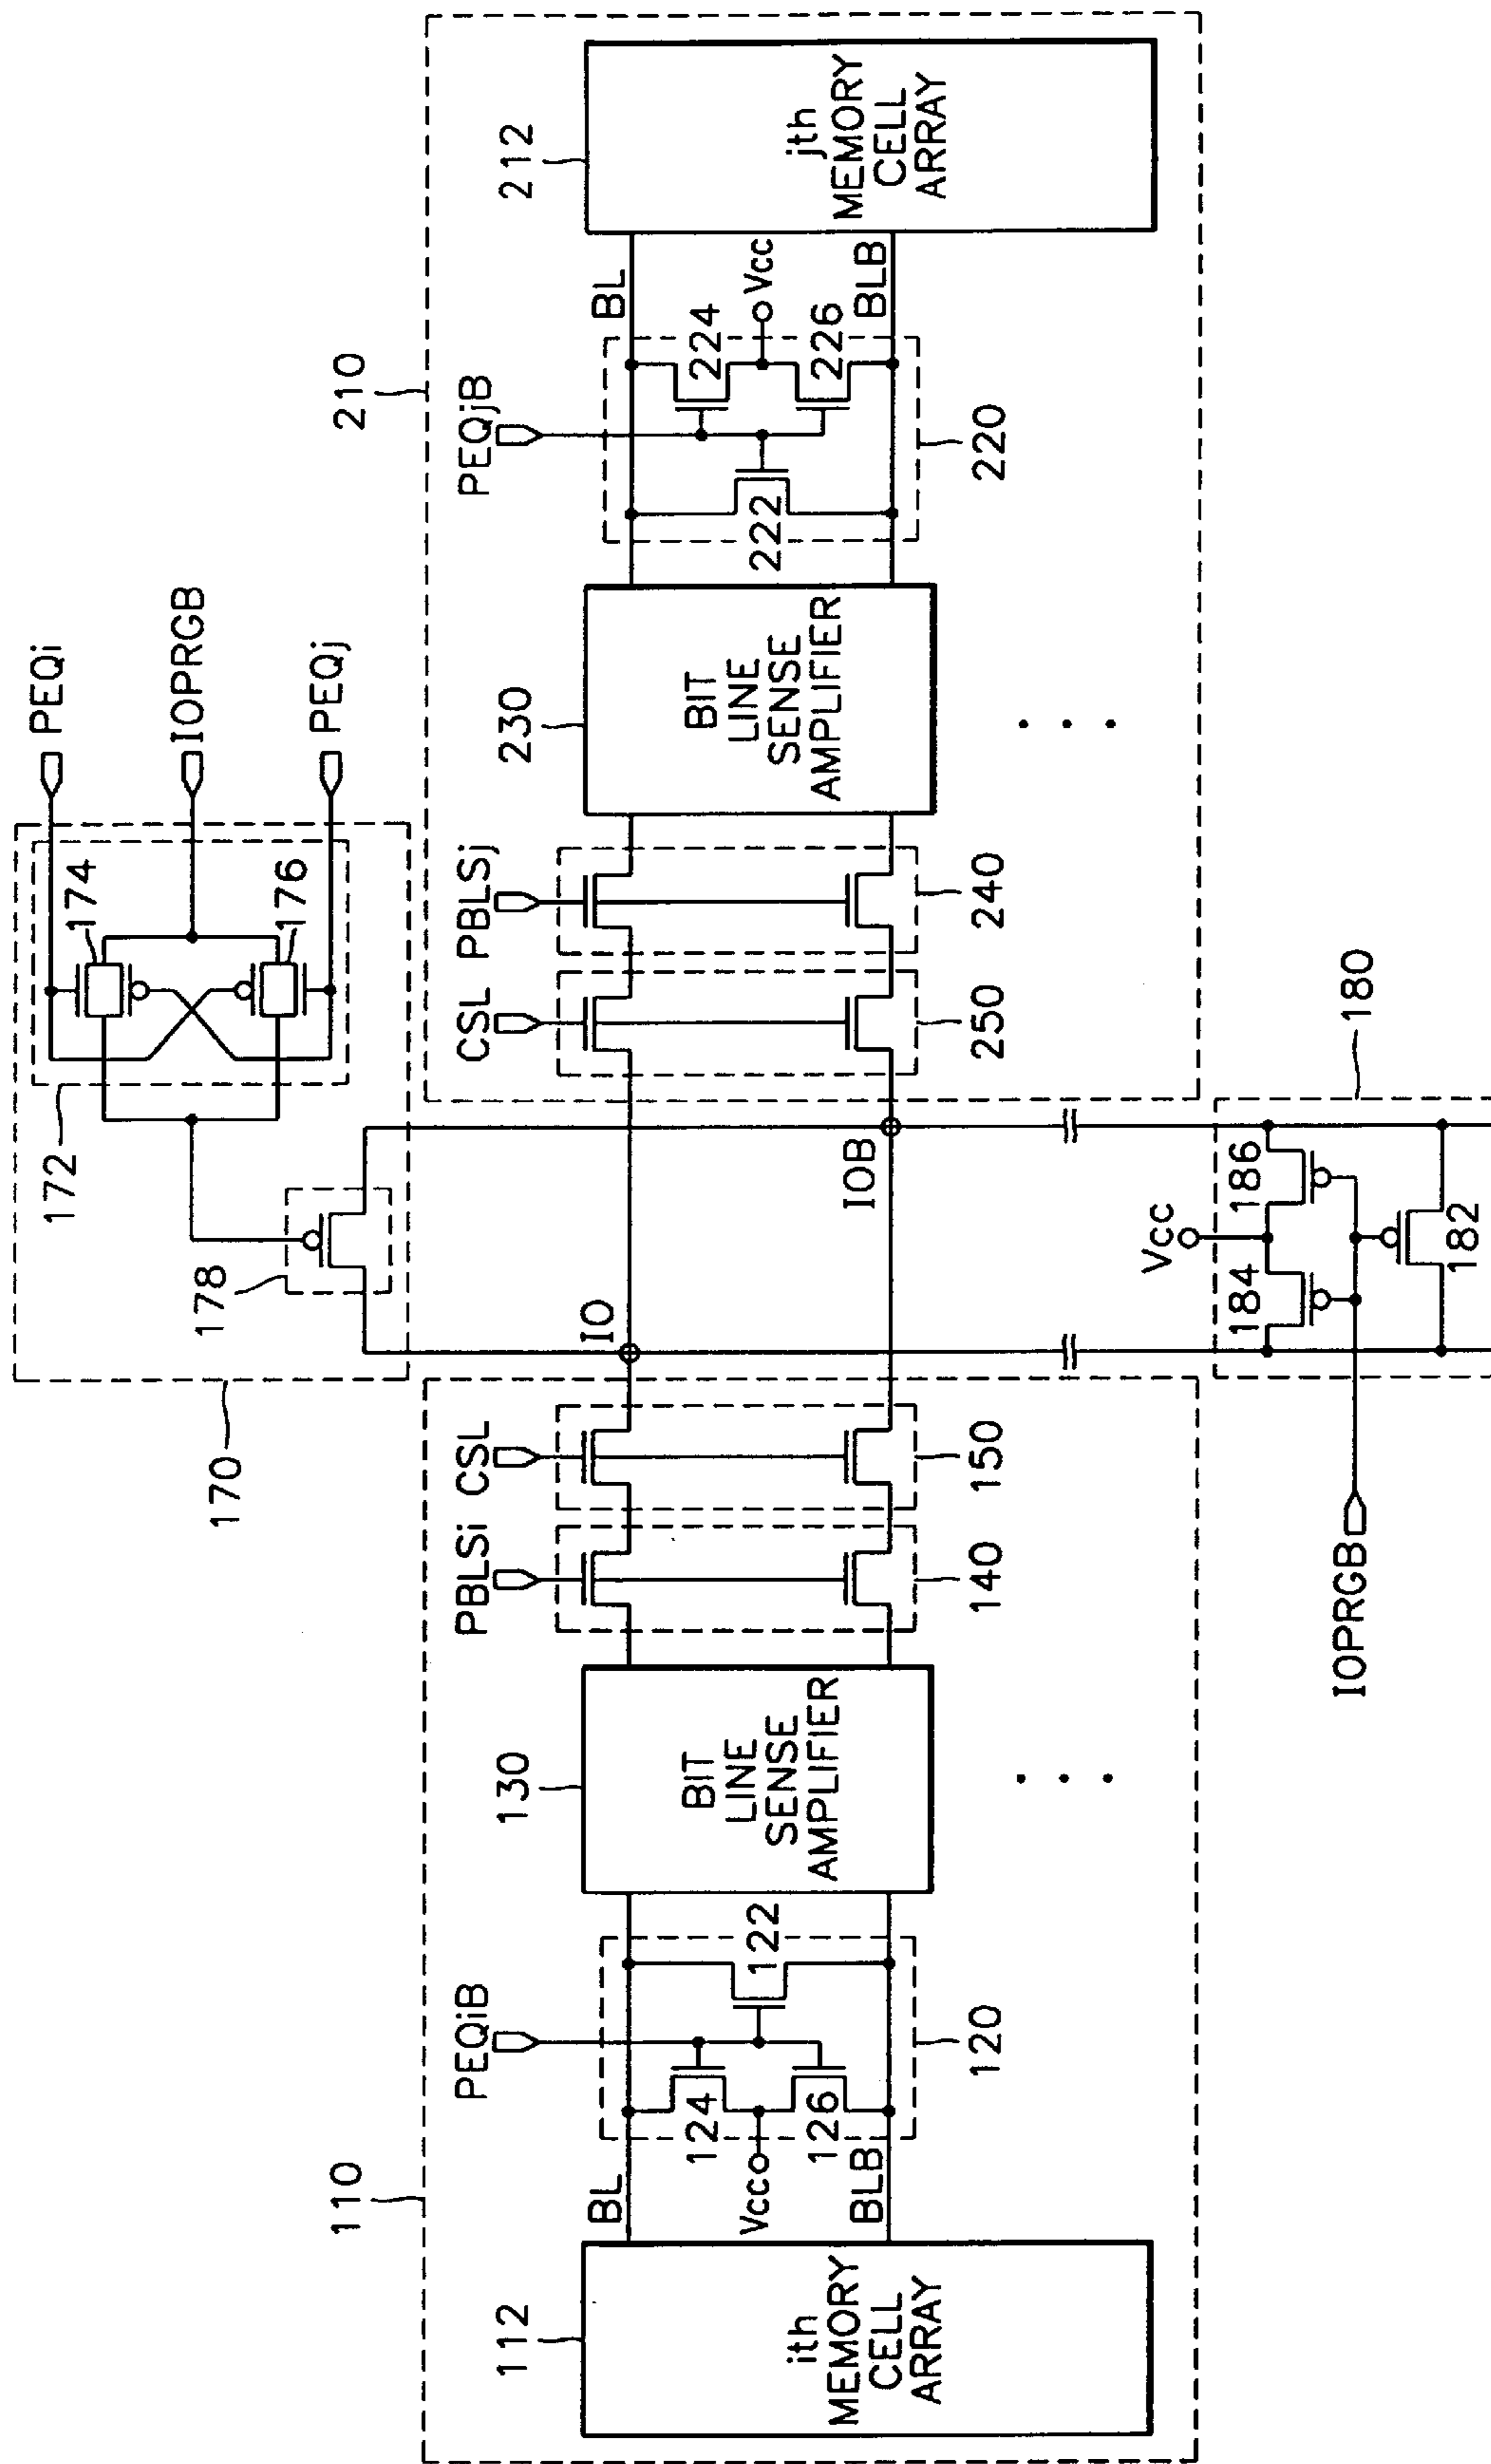 170
172
174
176
178
PEQi
IOPRGB
PEQj
110
210
112
ith
MEMORY
CELL
ARRAY
BL
BLB
Vcc
PEQiB
124
126
122
120
130
BIT
LINE
SENSE
AMPLIFIER
. . .
PBLSi
CSL
140
150
IO
IOB
CSL
PBLSj
250
240
230
BIT
LINE
SENSE
AMPLIFIER
. . .
PEQjB
222
224
226
220
Vcc
BL
BLB
212
jth
MEMORY
CELL
ARRAY
IOPRGB
Vcc
184
186
182
180